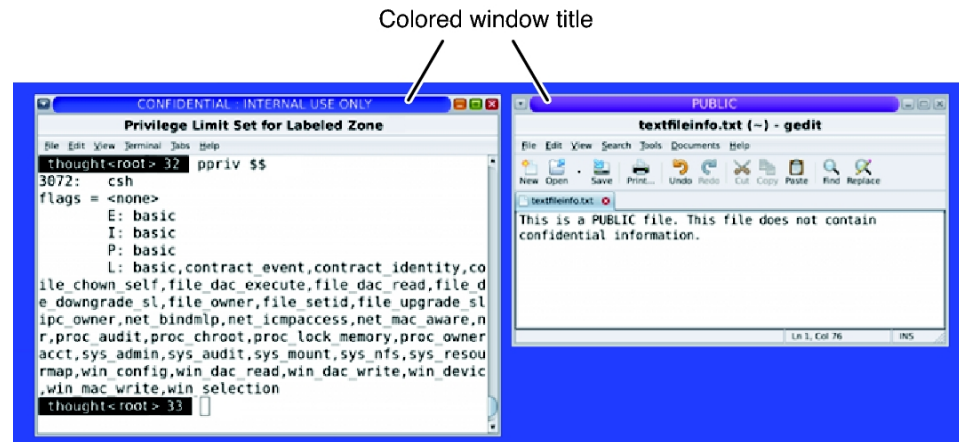 Colored window title
CONFIDENTIAL : INTERNAL USE ONLY
Privilege Limit Set for Labeled Zone
File Edit View Terminal Tabs Help
thought<root> 32 ppriv $$
3072: csh
flags = <none>
E: basic
I: basic
P: basic
L: basic,contract_event,contract_identity,co
ile_chown_self,file_dac_execute,file_dac_read,file_d
e_downgrade_sl,file_owner,file_setid,file_upgrade_sl
ipc_owner,net_bindmlp,net_icmpaccess,net_mac_aware,n
r,proc_audit,proc_chroot,proc_lock_memory,proc_owner
acct,sys_admin,sys_audit,sys_mount,sys_nfs,sys_resou
rmap,win_config,win_dac_read,win_dac_write,win_devic
,win_mac_write,win_selection
thought<root> 33
PUBLIC
textfileinfo.txt (~) - gedit
File Edit View Search Tools Documents Help
New Open Save Print... Undo Redo Cut Copy Paste Find Replace
textfileinfo.txt
This is a PUBLIC file. This file does not contain
confidential information.
Ln 1, Col 76 INS